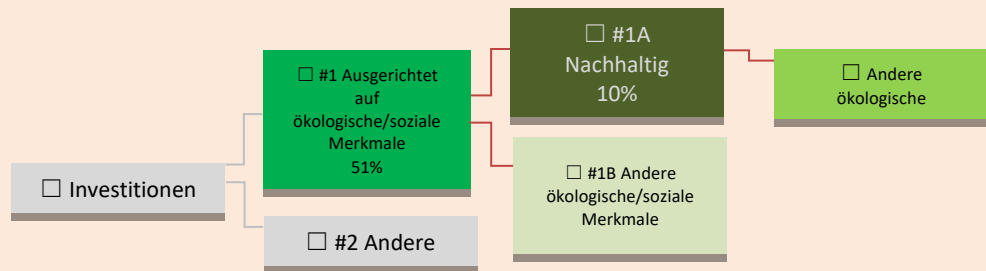 ☐ Investitionen
☐ #1 Ausgerichtet
auf
ökologische/soziale
Merkmale
51%
☐ #2 Andere
☐ #1A
Nachhaltig
10%
☐ #1B Andere
ökologische/soziale
Merkmale
☐ Andere
ökologische